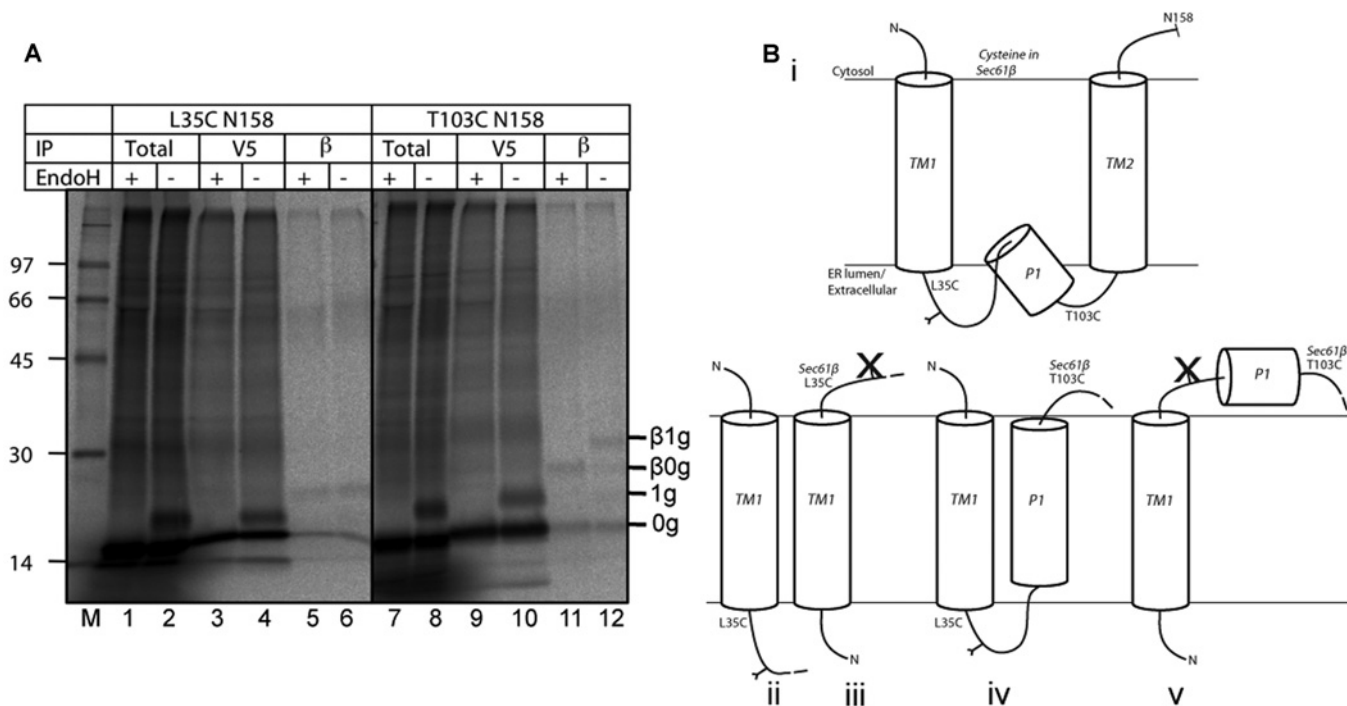 A
L35C N158 T103C N158
IP Total V5 β Total V5 β
EndoH + - + - + - + - + - + -
97
66
45
30
14
β1g
β0g
1g
0g
M 1 2 3 4 5 6 7 8 9 10 11 12
B
i
N
N158
Cysteine in
Sec61β
Cytosol
TM1
TM2
P1
ER lumen/
Extracellular
L35C
T103C
N
Sec61β
L35C
X
TM1
TM1
L35C
N
ii
iii
N
Sec61β
T103C
TM1
P1
L35C
iv
X
P1
Sec61β
T103C
TM1
N
v